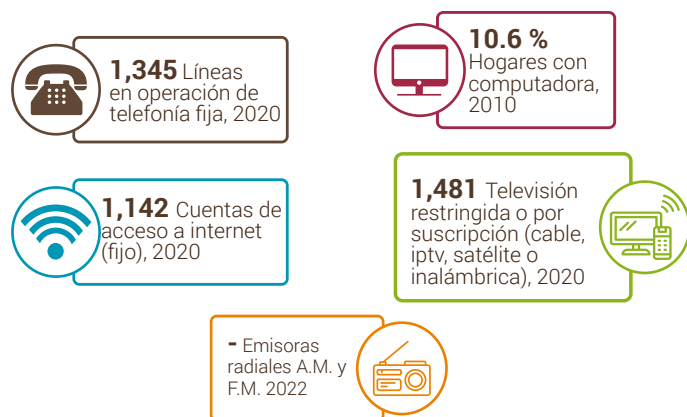 1,345 Líneas
en operación de
telefonía fija, 2020
10.6 %
Hogares con
computadora,
2010
1,142 Cuentas de
acceso a internet
(fijo), 2020
1,481 Televisión
restringida o por
suscripción (cable,
iptv, satélite o
inalámbrica), 2020
- Emisoras
radiales A.M. y
F.M. 2022